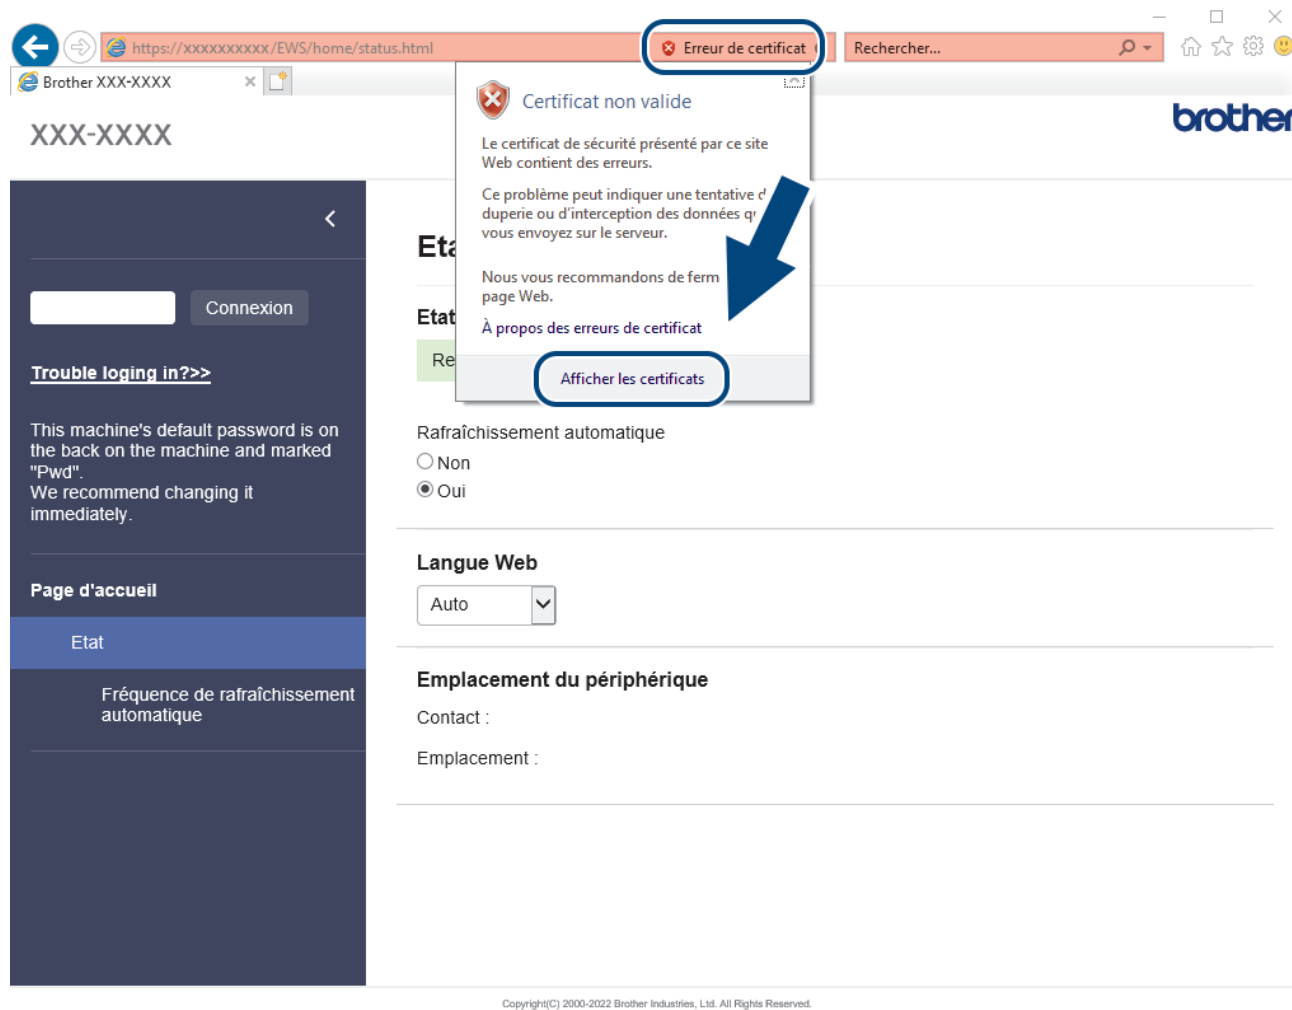 https://xxxxxxxxxx/EWS/home/status.html
Erreur de certificat
Rechercher...
Brother XXX-XXXX
XXX-XXXX
brother
Certificat non valide
Le certificat de sécurité présenté par ce site
Web contient des erreurs.
Ce problème peut indiquer une tentative
duperie ou d'interception des données
vous envoyez sur le serveur.
Nous vous recommandons de
page Web.
À propos des erreurs de certificat
Afficher les certificats
Connexion
Trouble loging in?>>
This machine's default password is on
the back on the machine and marked
"Pwd".
We recommend changing it
immediately.
Page d'accueil
Etat
Fréquence de rafraîchissement
automatique
Etat
Rafraîchissement automatique
Non
Oui
Langue Web
Auto
Emplacement du périphérique
Contact :
Emplacement :
Copyright(C) 2000-2022 Brother Industries, Ltd. All Rights Reserved.